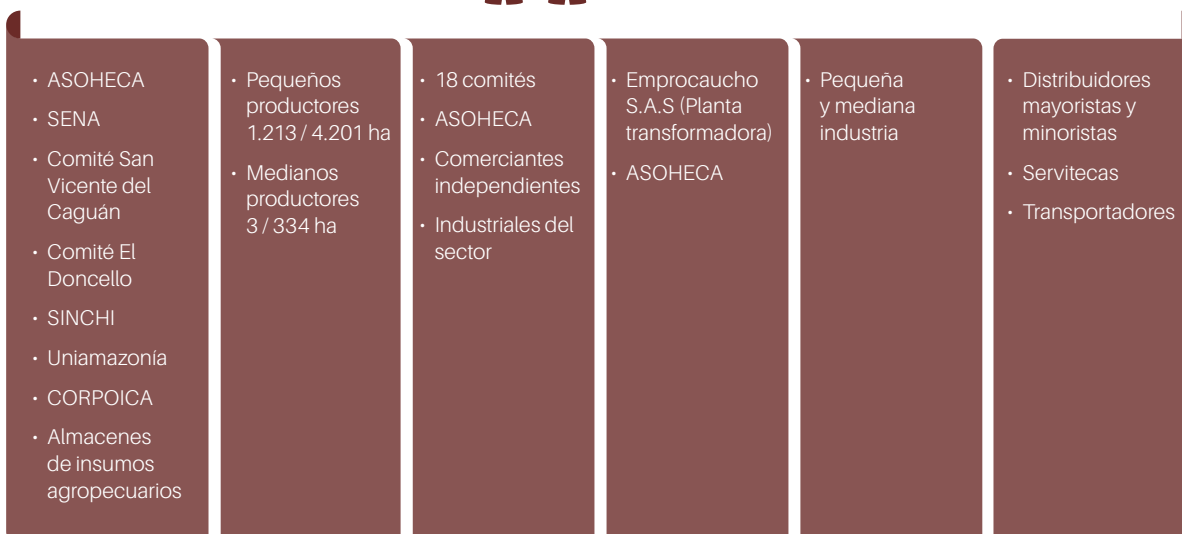 · ASOHECA
· SENA
· Comité San
Vicente del
Caguán
· Comité El
Doncello
· SINCHI
· Uniamazonía
· CORPOICA
· Almacenes
de insumos
agropecuarios
· Pequeños
productores
1.213 / 4.201 ha
· Medianos
productores
3 / 334 ha
· 18 comités
· ASOHECA
· Comerciantes
independientes
· Industriales del
sector
· Emprocaucho
S.A.S (Planta
transformadora)
· ASOHECA
· Pequeña
y mediana
industria
· Distribuidores
mayoristas y
minoristas
· Servitecas
· Transportadores